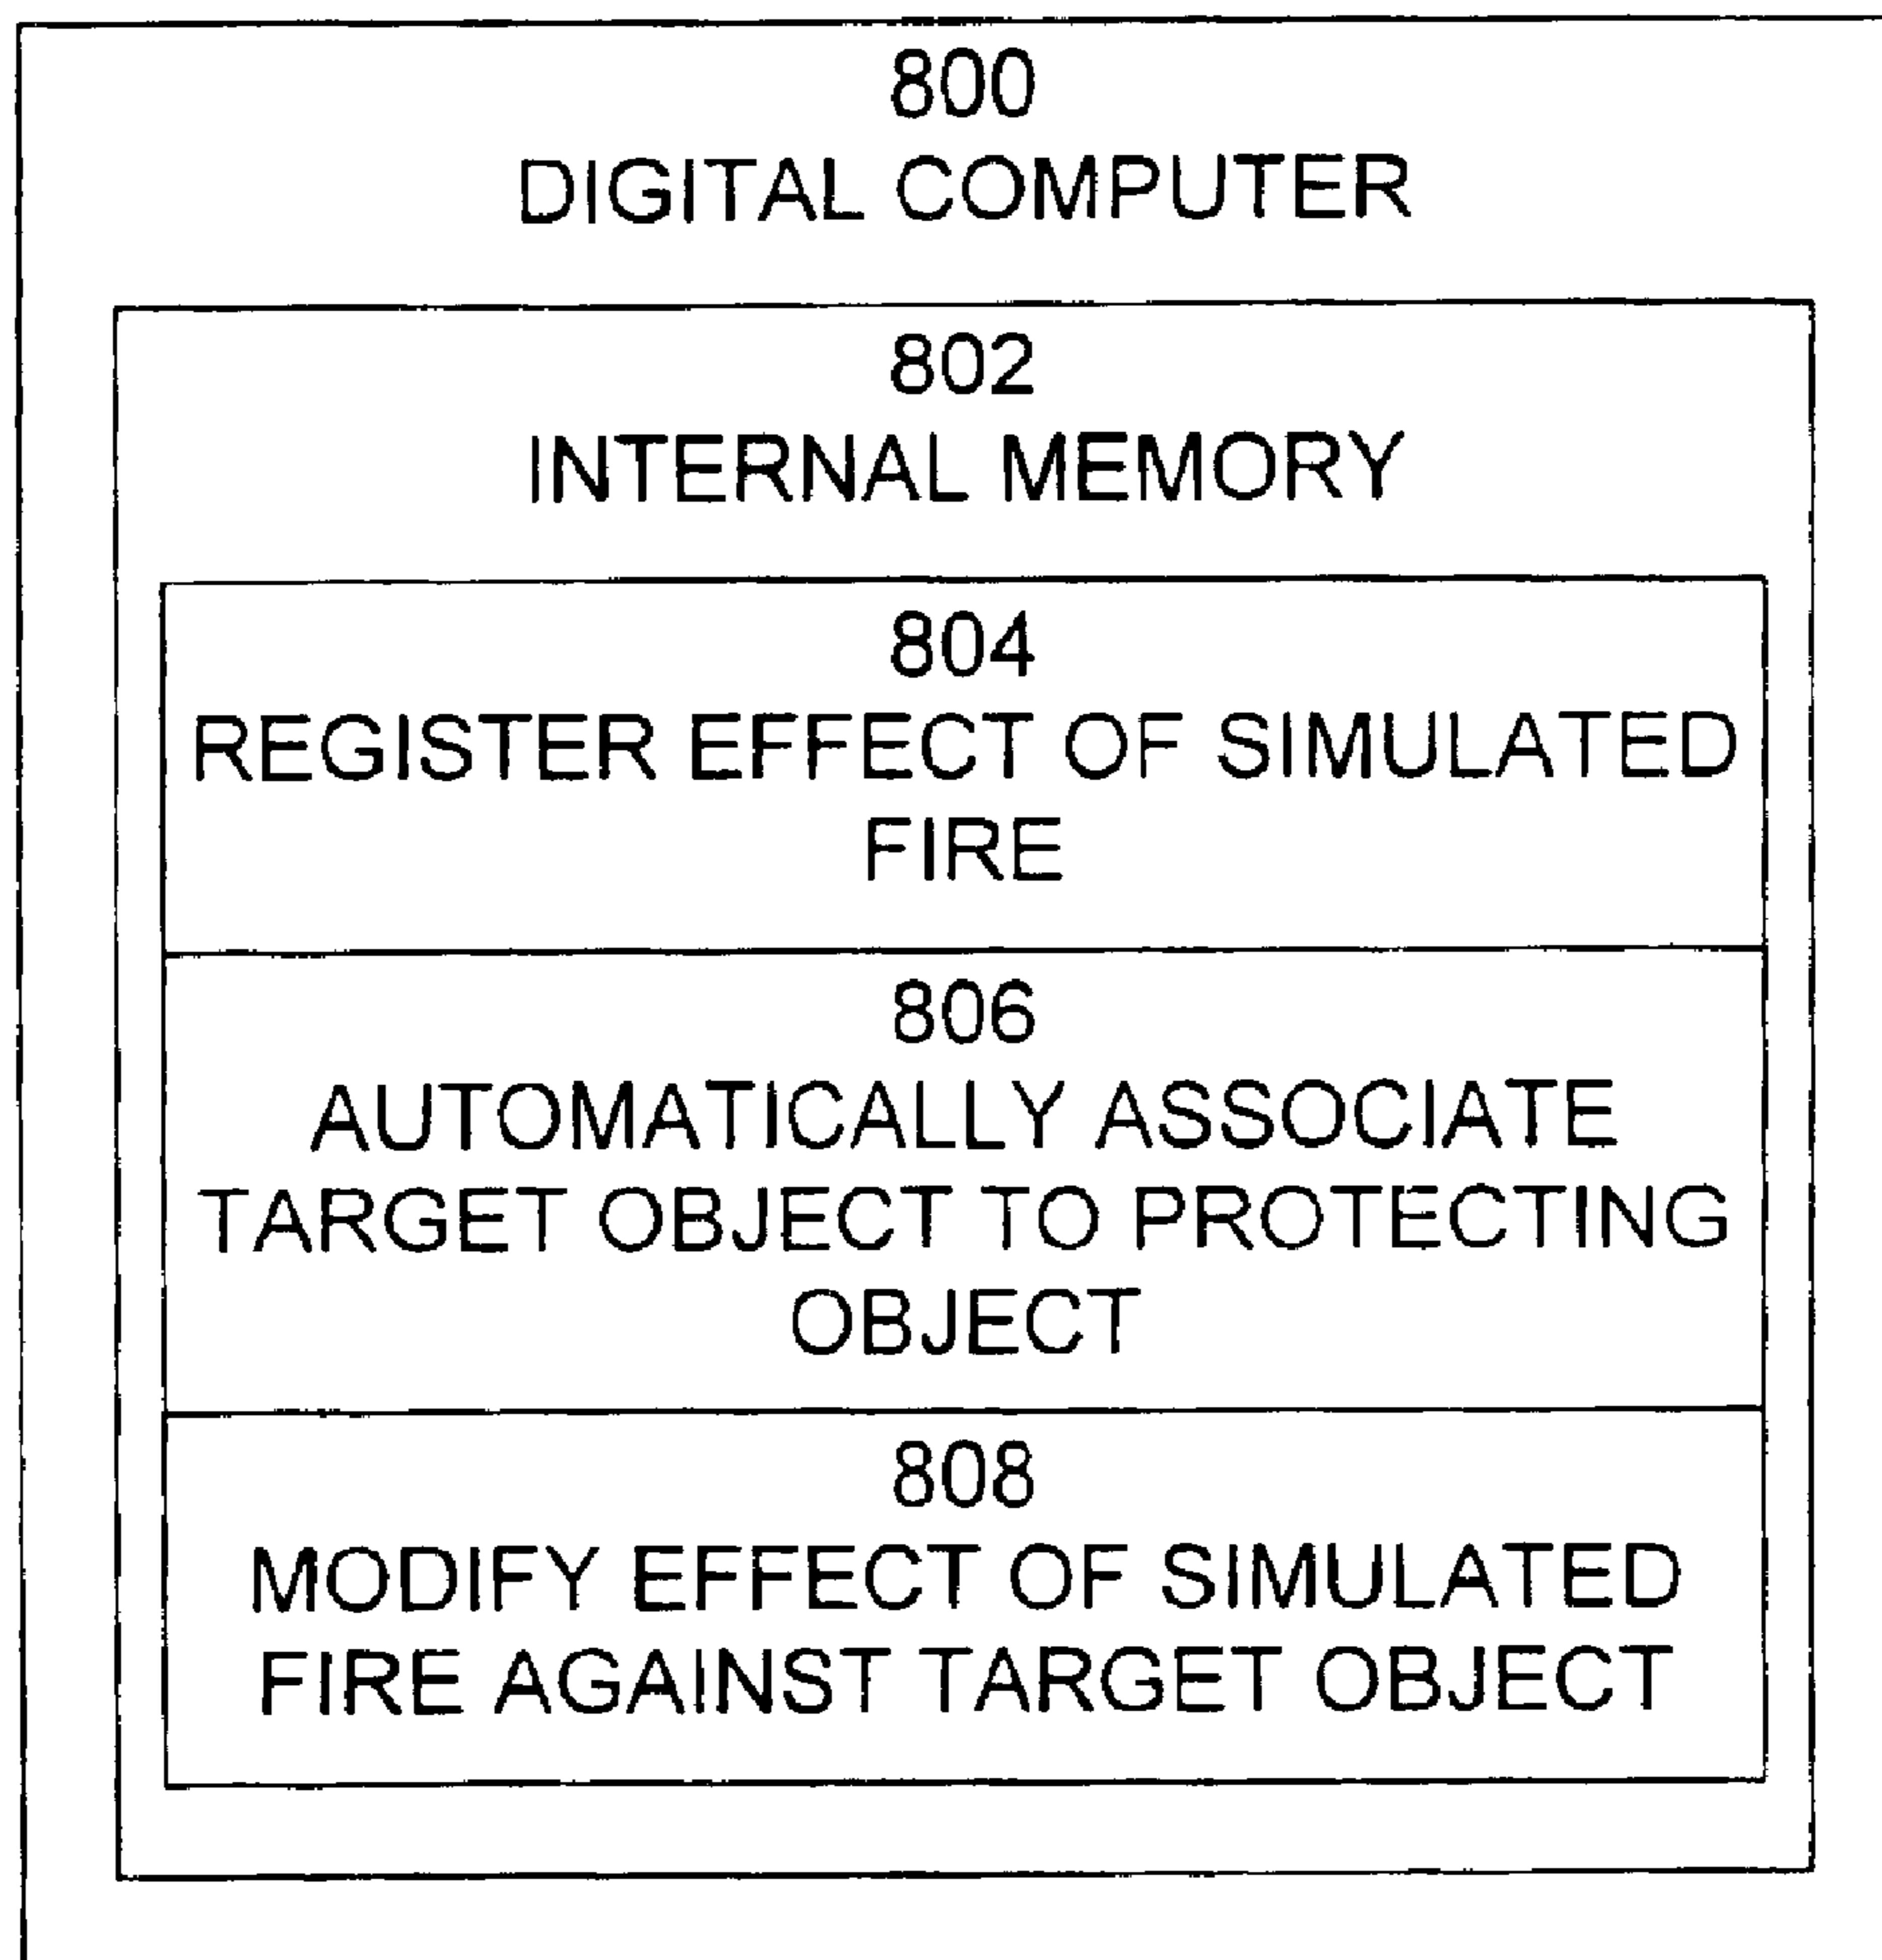 800
DIGITAL COMPUTER
802
INTERNAL MEMORY
804
REGISTER EFFECT OF SIMULATED
FIRE
806
AUTOMATICALLY ASSOCIATE
TARGET OBJECT TO PROTECTING
OBJECT
808
MODIFY EFFECT OF SIMULATED
FIRE AGAINST TARGET OBJECT